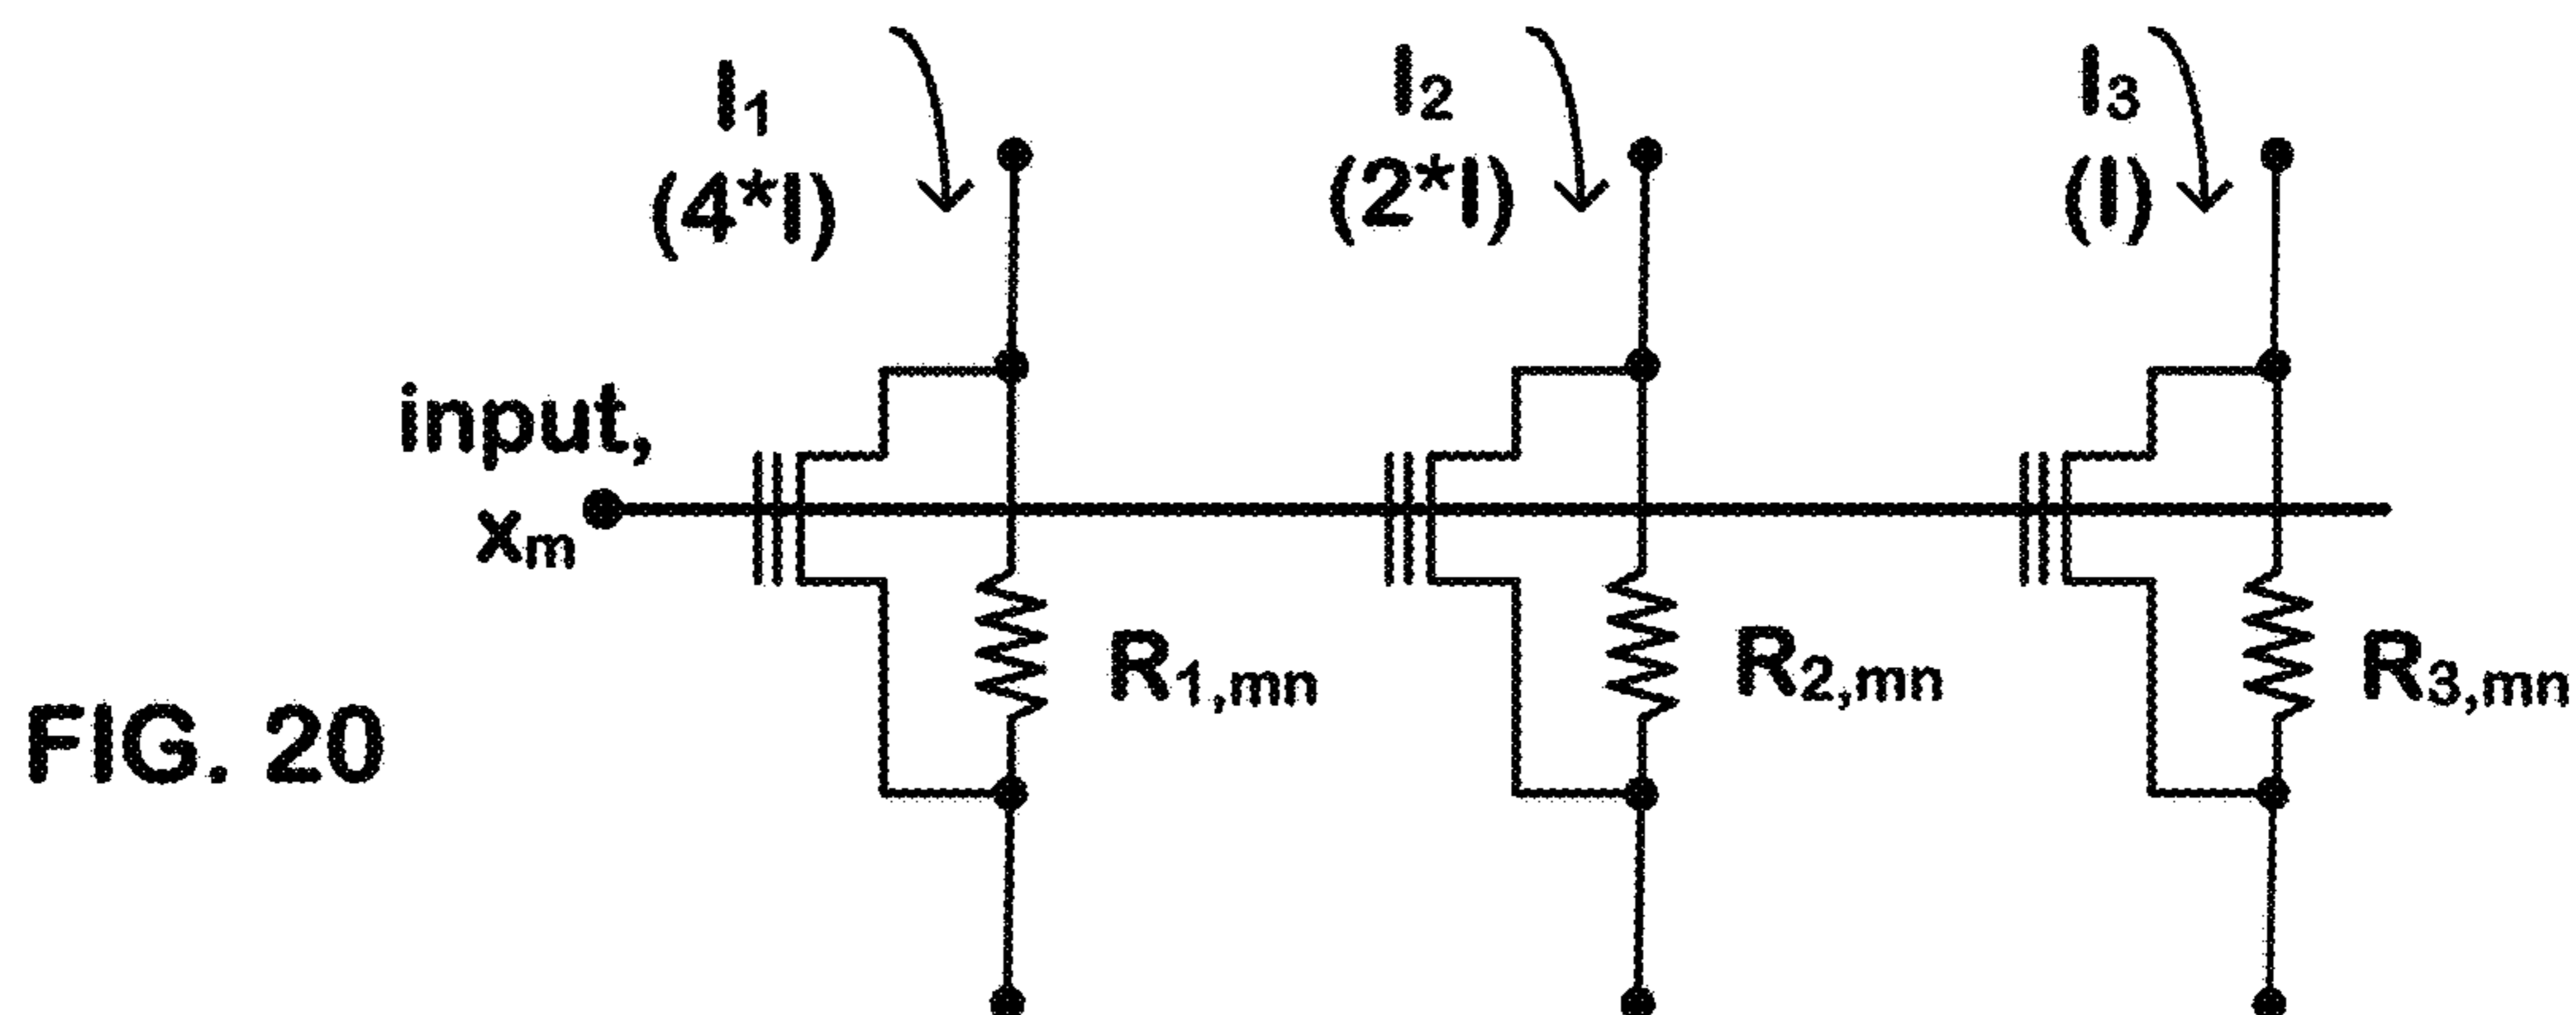 I1
(4*I)
I2
(2*I)
I3
(I)
input,
xm
R1,mn
R2,mn
R3,mn
FIG. 20